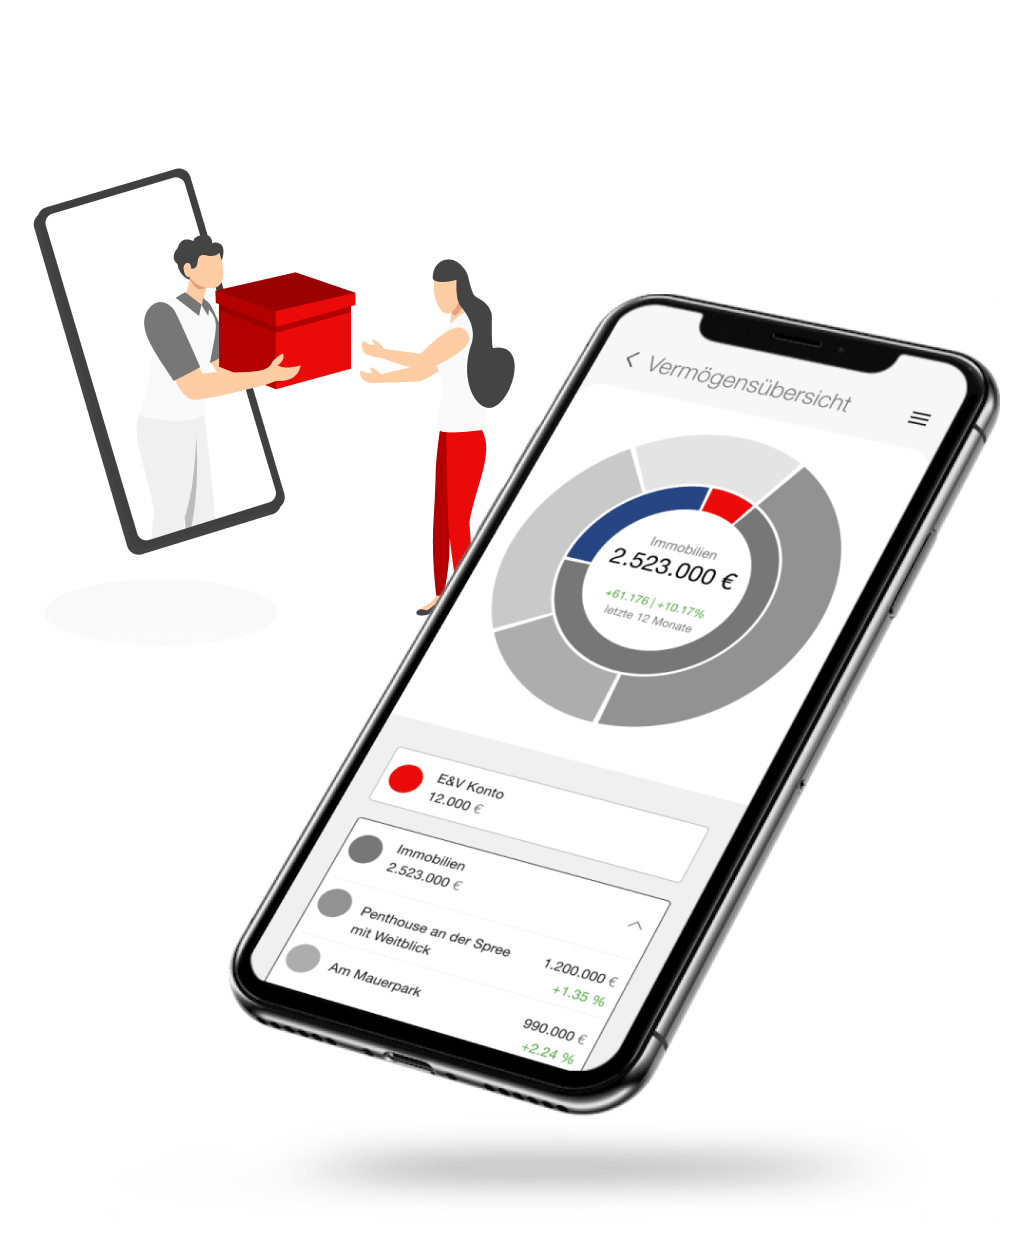 Vermögensübersicht
Immobilien
2.523.000 €
+61.176 | +10.17%
letzte 12 Monate
E&V Konto
12.000 €
Immobilien
2.523.000 €
Penthouse an der Spree
mit Weitblick
1.200.000 €
+1.35 %
Am Mauerpark
990.000 €
+2.24 %